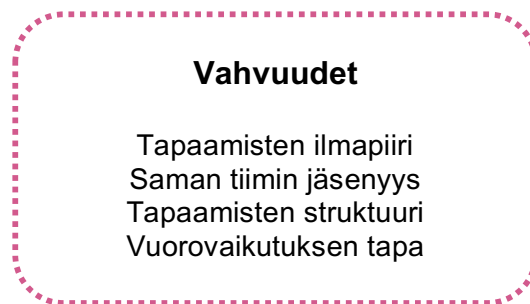 Vahvuudet
Tapaamisten ilmapiiri
Saman tiimin jäsenyys
Tapaamisten struktuuri
Vuorovaikutuksen tapa